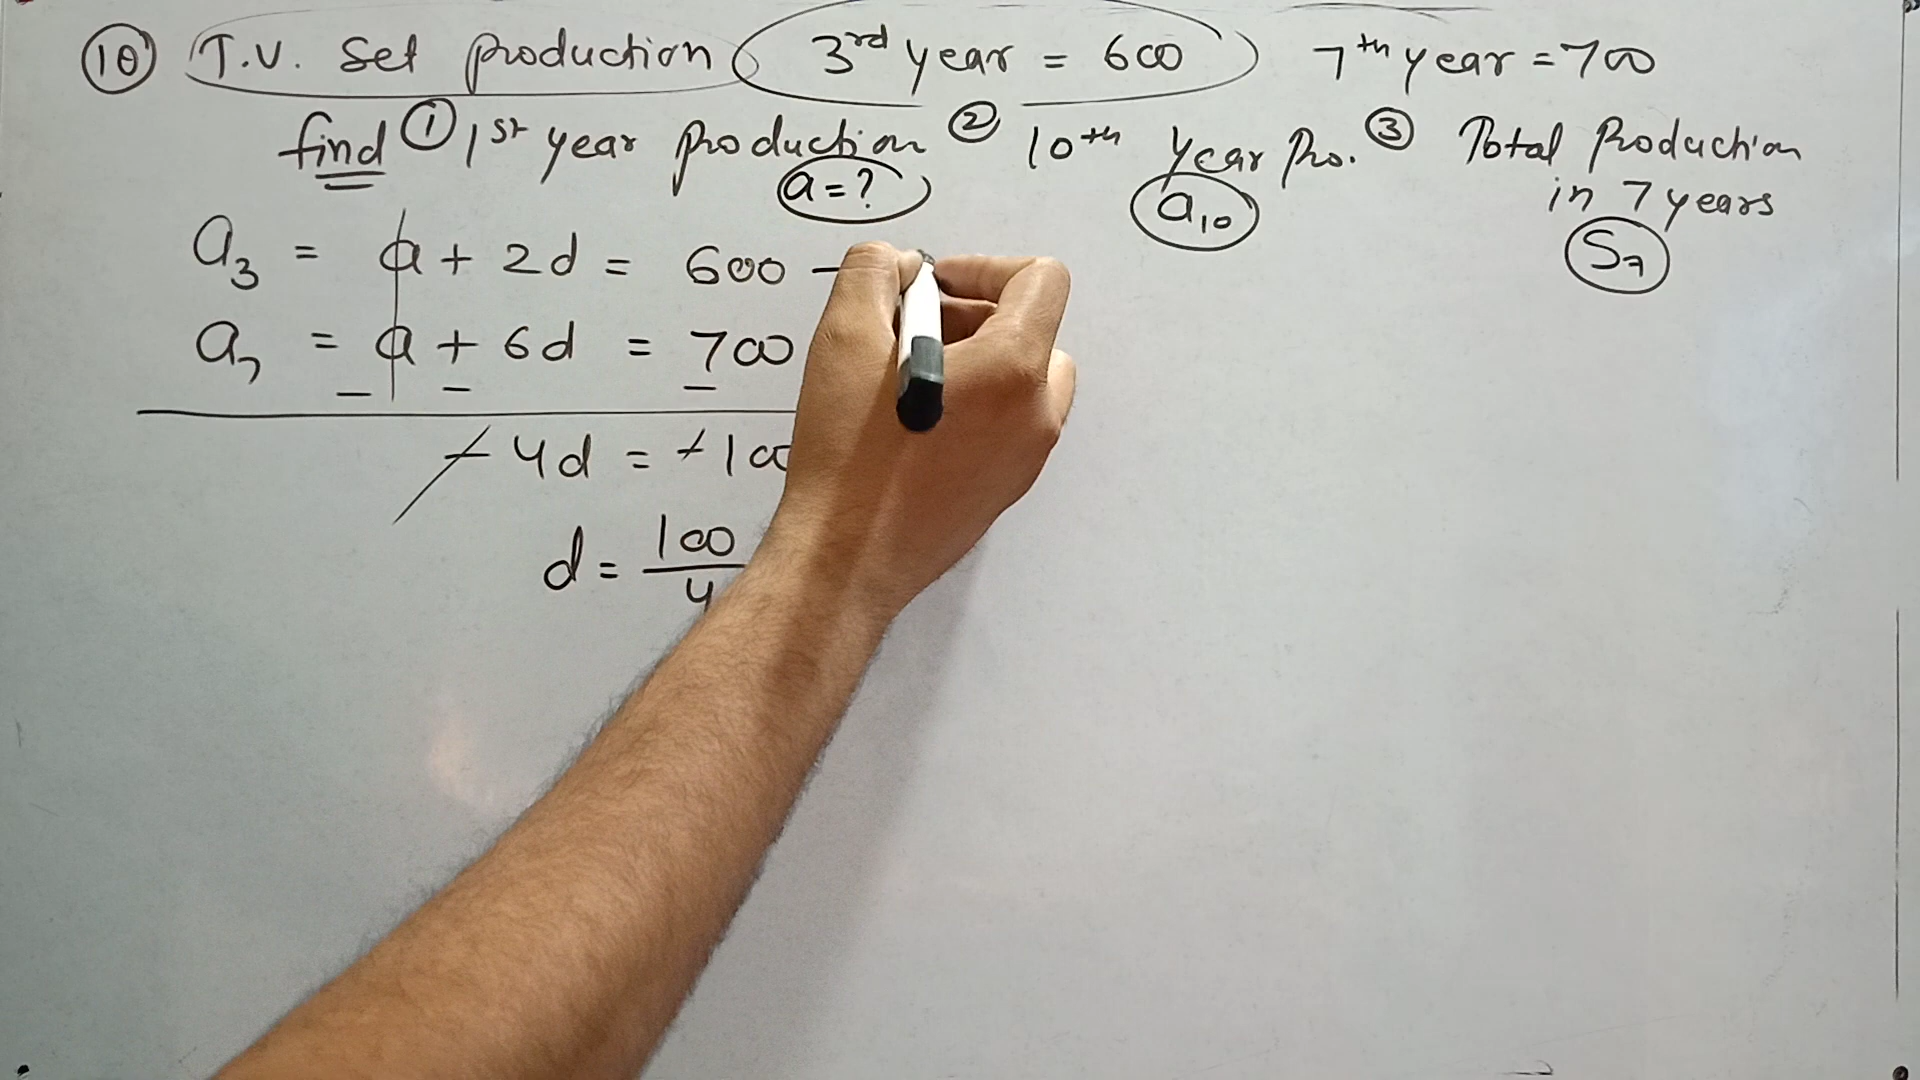 10 T.V. Set production 3rd year = 600 7th year = 700
find ① 1st year production ② 10th year Pro. ③ Total Production
in 7 years
a = ?
a10
S7
a3 = a + 2d = 600 -
a7 = a + 6d = 700
- - -
- 4d = -100
d = 100/4